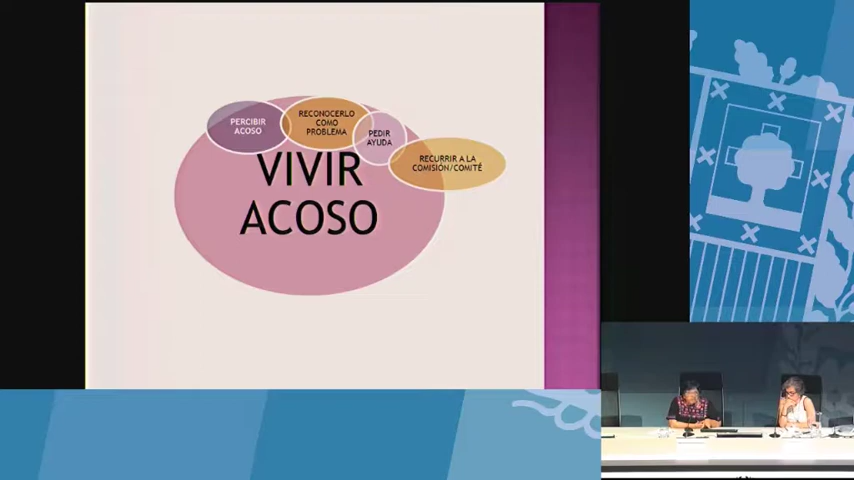 PERCIBIR
ACOSO
RECONOCERLO
COMO
PROBLEMA
PEDIR
AYUDA
RECURRIR A LA
COMISIÓN/COMITÉ
VIVIR
ACOSO